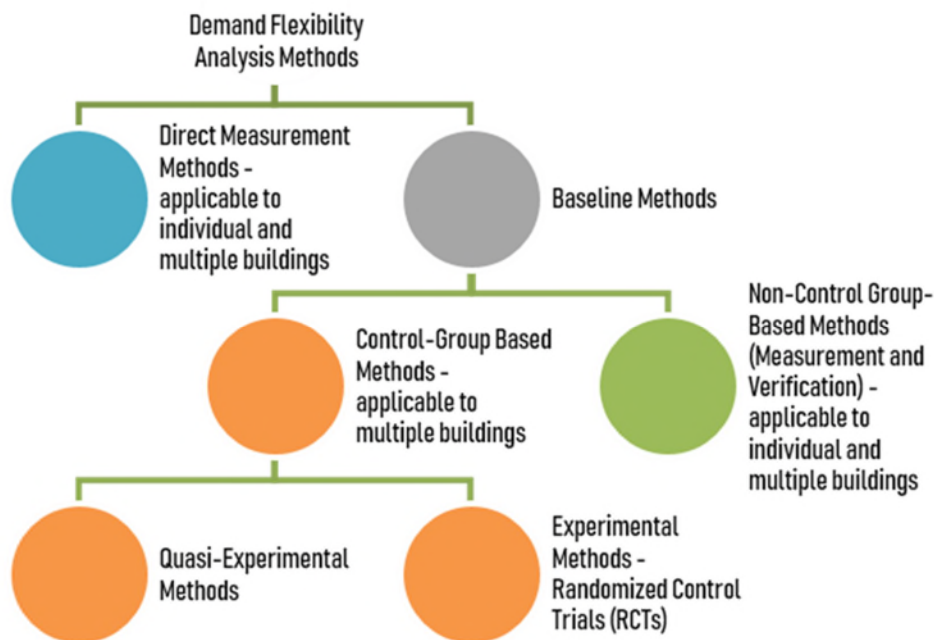 Demand Flexibility
Analysis Methods
Direct Measurement
Methods -
applicable to
individual and
multiple buildings
Baseline Methods
Control-Group Based
Methods -
applicable to
multiple buildings
Non-Control Group-
Based Methods
(Measurement and
Verification) -
applicable to
individual and
multiple buildings
Quasi-Experimental
Methods
Experimental
Methods -
Randomized Control
Trials (RCTs)